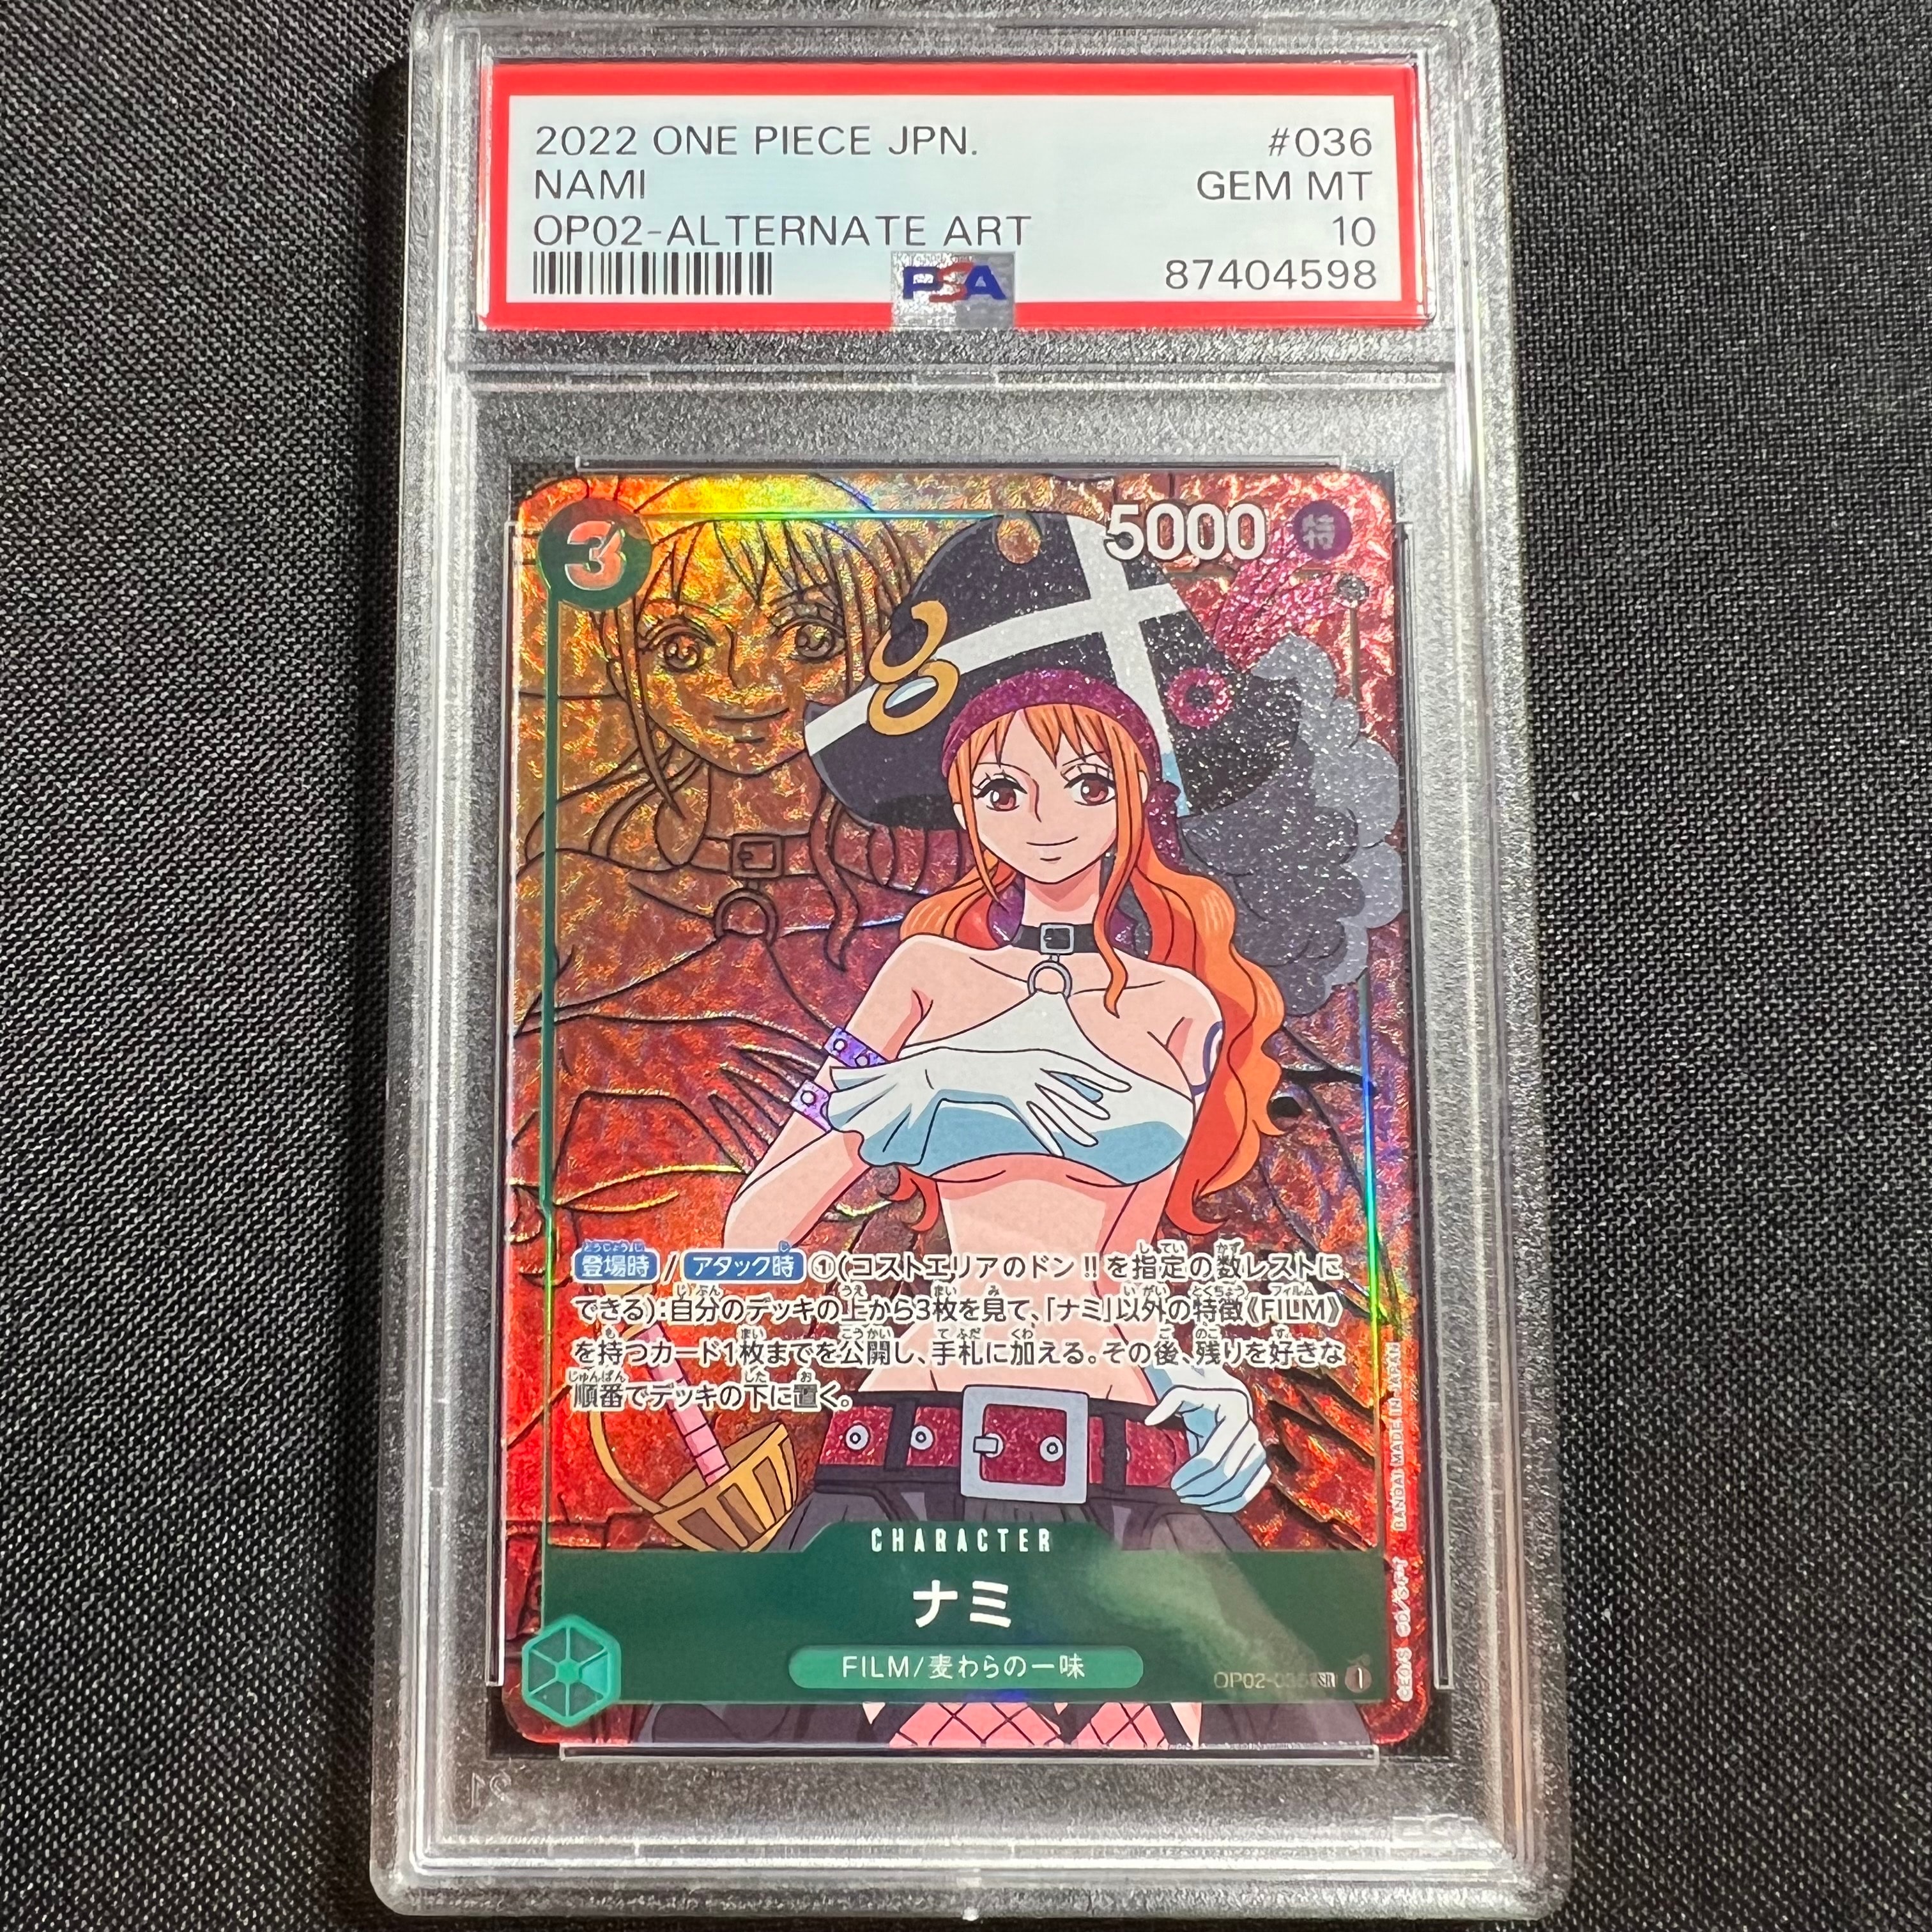 2022 ONE PIECE JPN. #036
NAMI GEM MT
OP02-ALTERNATE ART 10
PSA 87404598
3 5000 特
登場時 / アタック時 ①(コストエリアのドン!!を指定の数レストに
できる):自分のデッキの上から3枚を見て、「ナミ」以外の特徴《FILM》
を持つカード1枚までを公開し、手札に加える。その後、残りを好きな
順番でデッキの下に置く。
BANDAI MADE IN JAPAN
CHARACTER
ナミ
FILM/麦わらの一味
OP02-036 SR 1